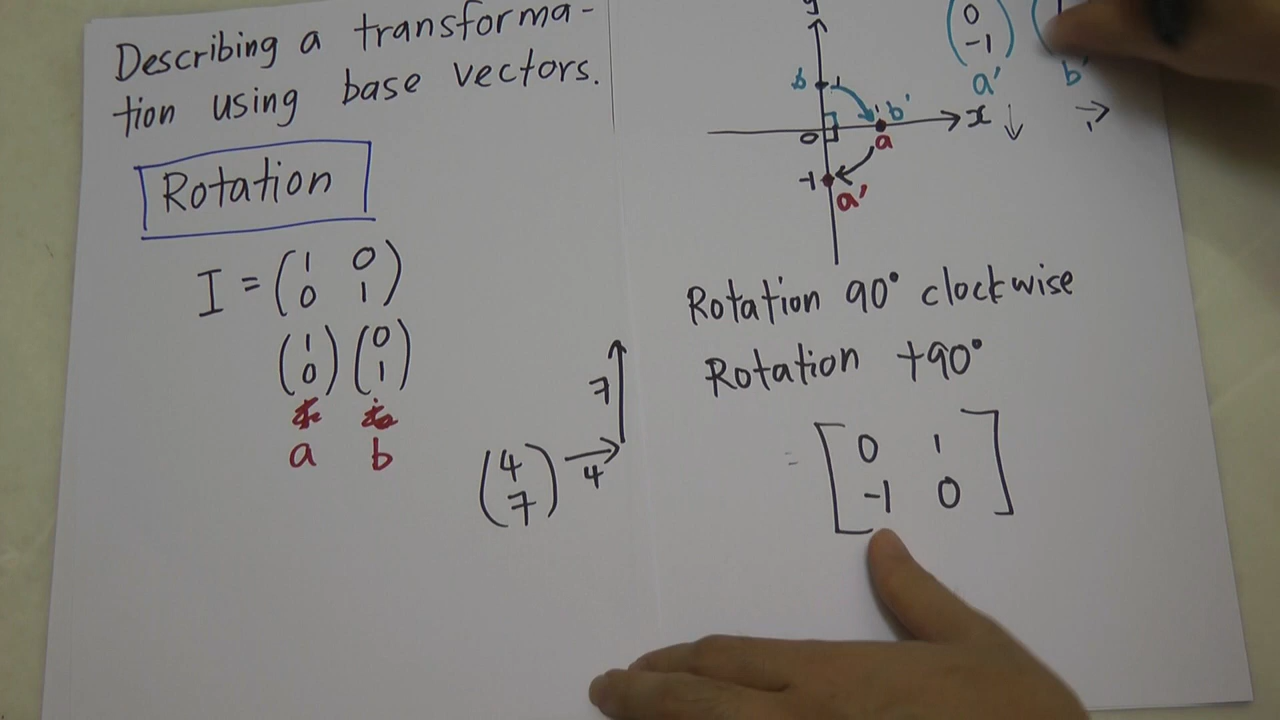 Describing a transforma-
tion using base vectors.
Rotation
I = (1 0
0 1)
(1 0) (0 1)
a b
(4 7)
4
7
y
(0 -1)
a'
b'
b 1
1 b'
0
x
a
-1
a'
Rotation 90° clockwise
Rotation +90°
= [0 1
-1 0]